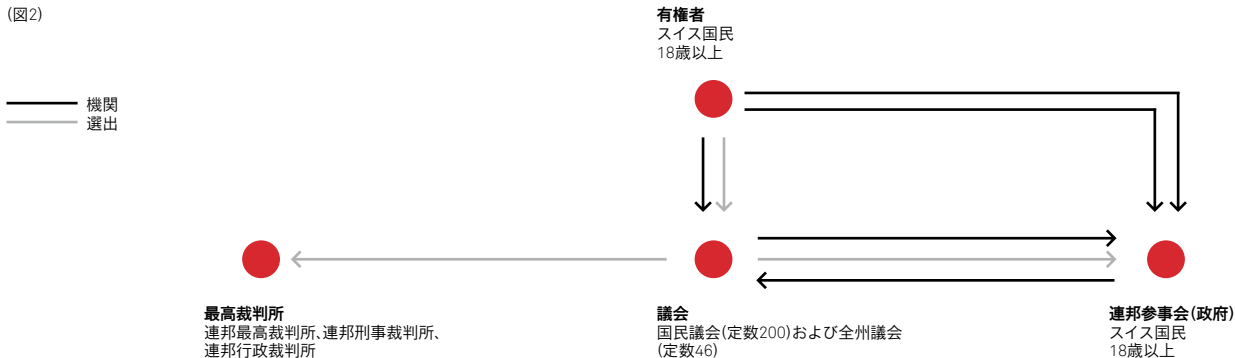 (図2)
機関
選出
有権者
スイス国民
18歳以上
最高裁判所
連邦最高裁判所、連邦刑事裁判所、
連邦行政裁判所
議会
国民議会(定数200)および全州議会
(定数46)
連邦参事会(政府)
スイス国民
18歳以上